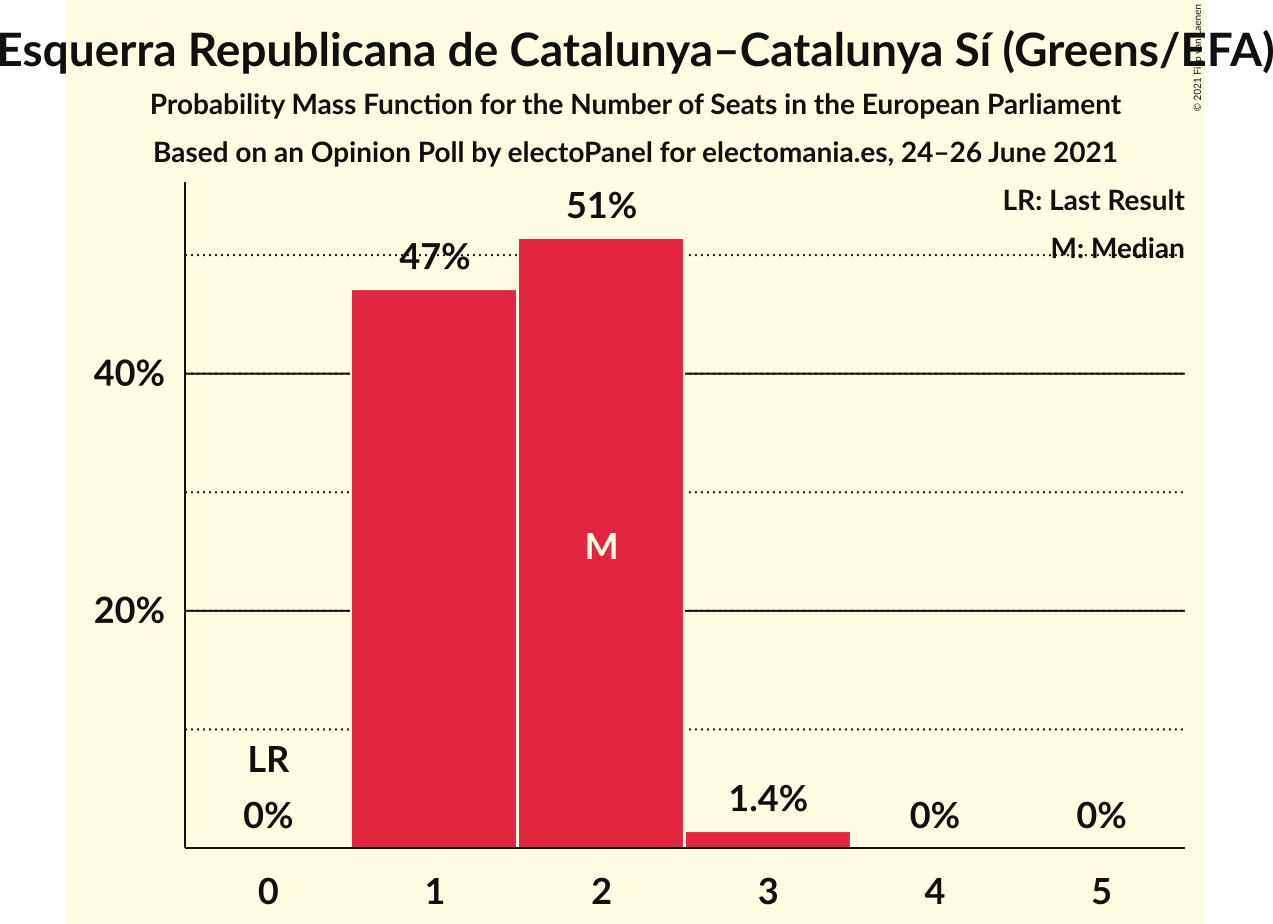 Esquerra Republicana de Catalunya–Catalunya Sí (Greens/EFA)
Probability Mass Function for the Number of Seats in the European Parliament
Based on an Opinion Poll by electoPanel for electomania.es, 24–26 June 2021
LR: Last Result
M: Median
51%
47%
40%
M
20%
LR
0%
1.4%
0%
0%
0 1 2 3 4 5
© 2021